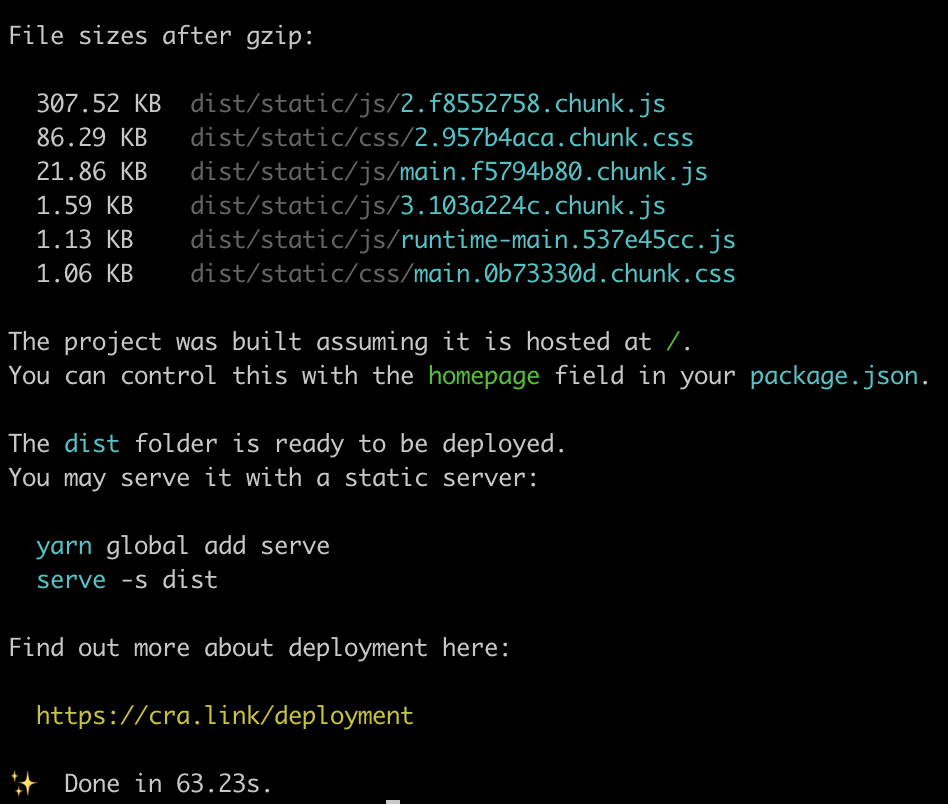 File sizes after gzip:
307.52 KB dist/static/js/2.f8552758.chunk.js
86.29 KB dist/static/css/2.957b4aca.chunk.css
21.86 KB dist/static/js/main.f5794b80.chunk.js
1.59 KB dist/static/js/3.103a224c.chunk.js
1.13 KB dist/static/js/runtime-main.537e45cc.js
1.06 KB dist/static/css/main.0b73330d.chunk.css
The project was built assuming it is hosted at /.
You can control this with the homepage field in your package.json.
The dist folder is ready to be deployed.
You may serve it with a static server:
yarn global add serve
serve -s dist
Find out more about deployment here:
https://cra.link/deployment
✨ Done in 63.23s.